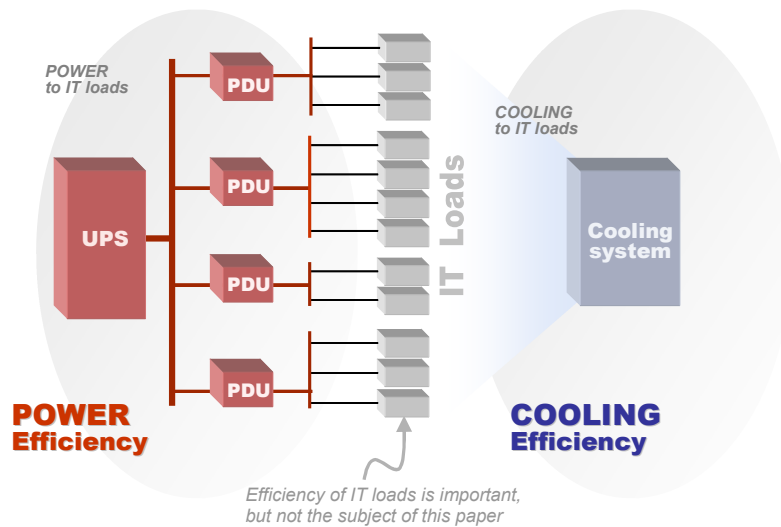 POWER
to IT loads
PDU
COOLING
to IT loads
PDU
UPS
IT Loads
Cooling
system
PDU
PDU
POWER
Efficiency
COOLING
Efficiency
Efficiency of IT loads is important,
but not the subject of this paper